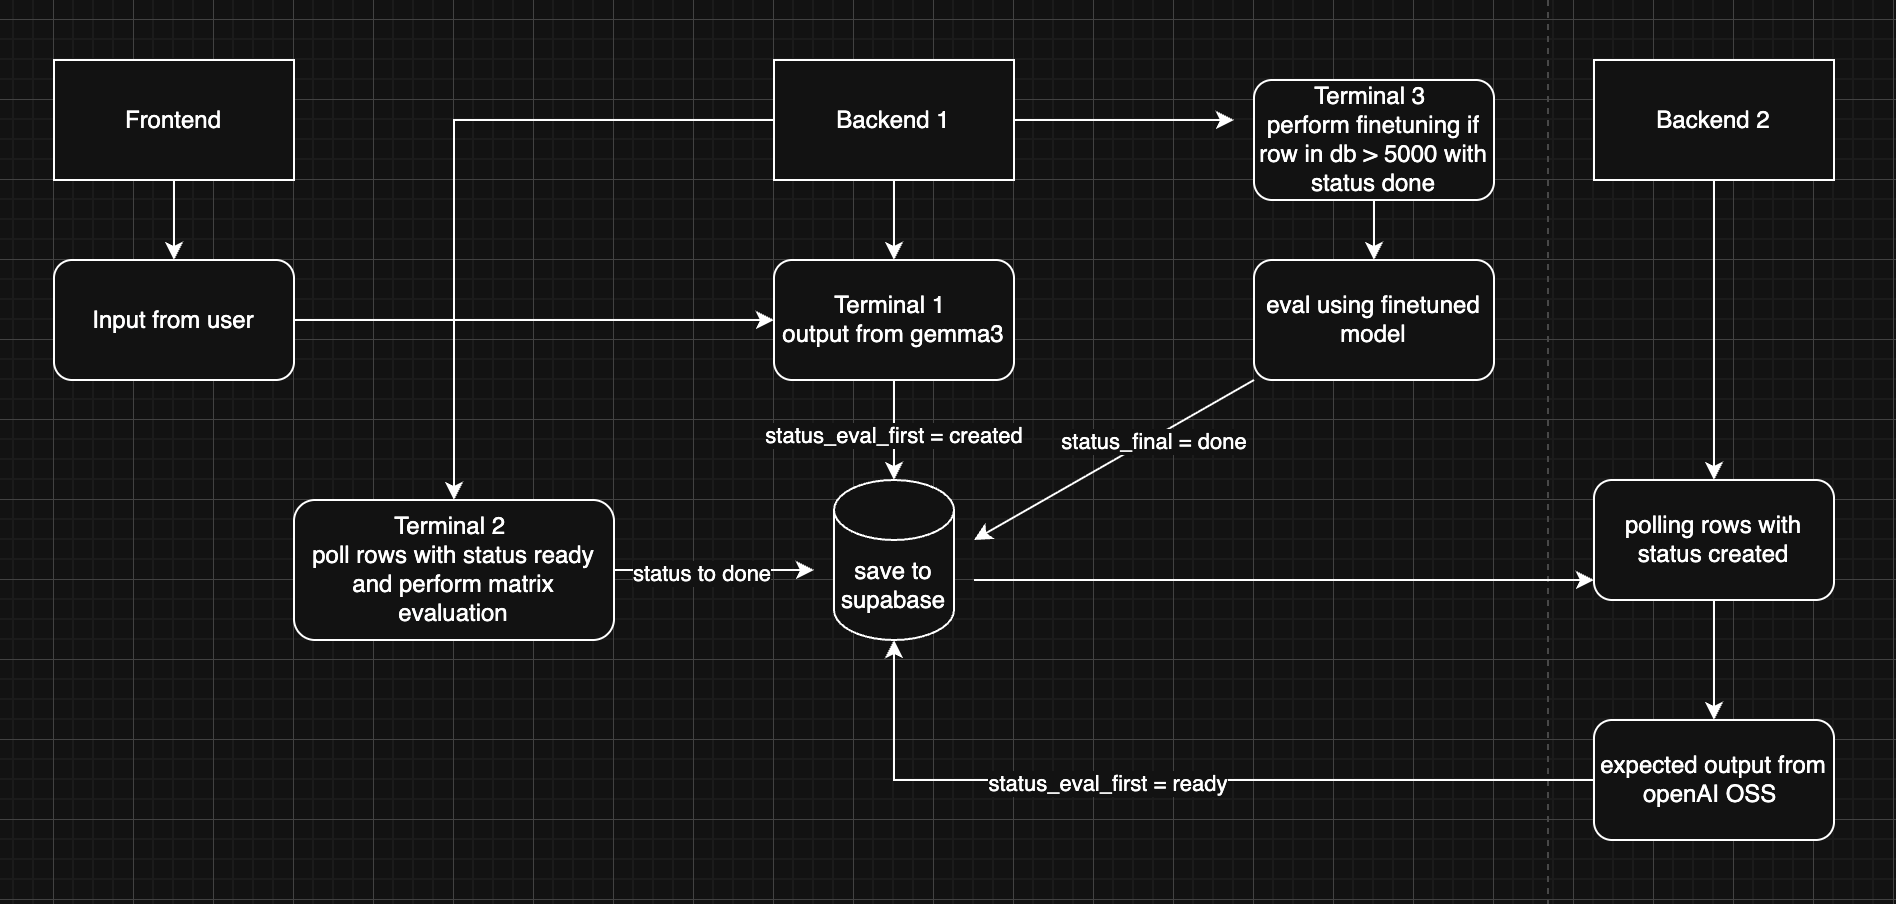 Frontend
Backend 1
Terminal 3
perform finetuning if
row in db > 5000 with
status done
Backend 2
Input from user
Terminal 1
output from gemma3
eval using finetuned
model
status_eval_first = created
status_final = done
Terminal 2
poll rows with status ready
and perform matrix
evaluation
status to done
save to
supabase
polling rows with
status created
status_eval_first = ready
expected output from
openAI OSS